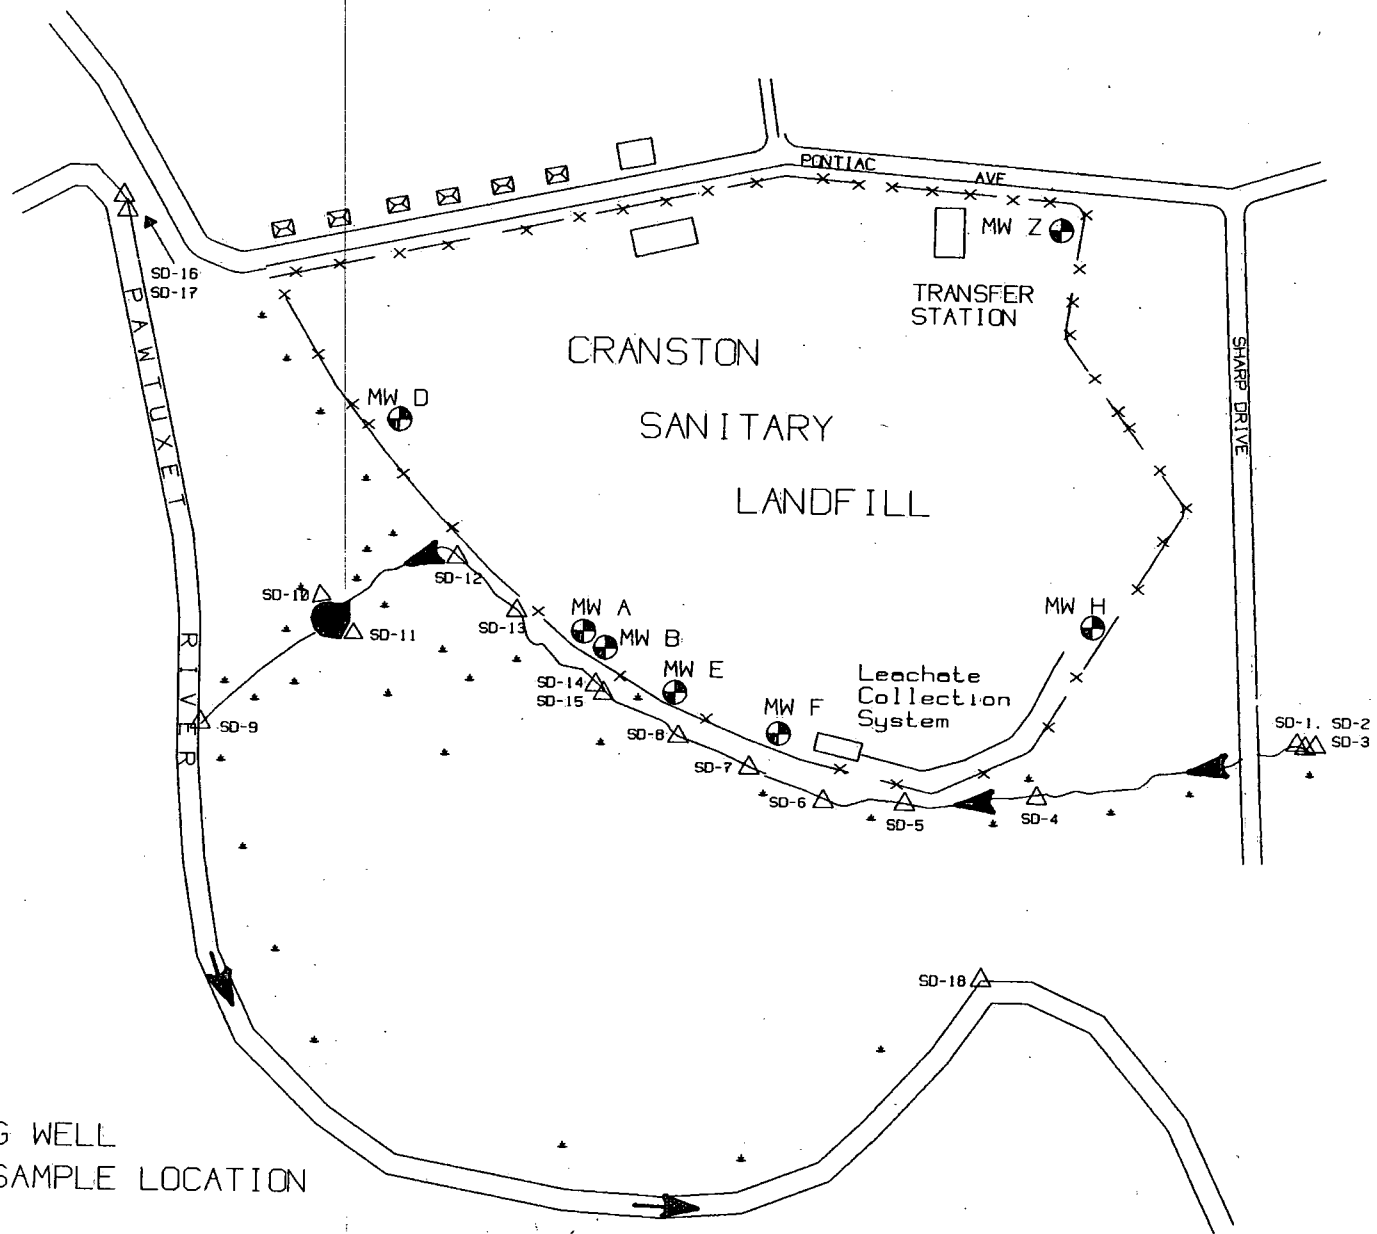 PONTIAC AVE
MW Z
SD-16
SD-17
TRANSFER
STATION
PAWTUXET RIVER
CRANSTON
SANITARY
LANDFILL
SHARP DRIVE
MW D
SD-12
SD-10
SD-11
SD-13
MW A
MW B
MW H
MW E
SD-14
SD-15
Leachate
Collection
System
MW F
SD-9
SD-8
SD-1, SD-2
SD-3
SD-7
SD-6
SD-5
SD-4
SD-18
G WELL
SAMPLE LOCATION